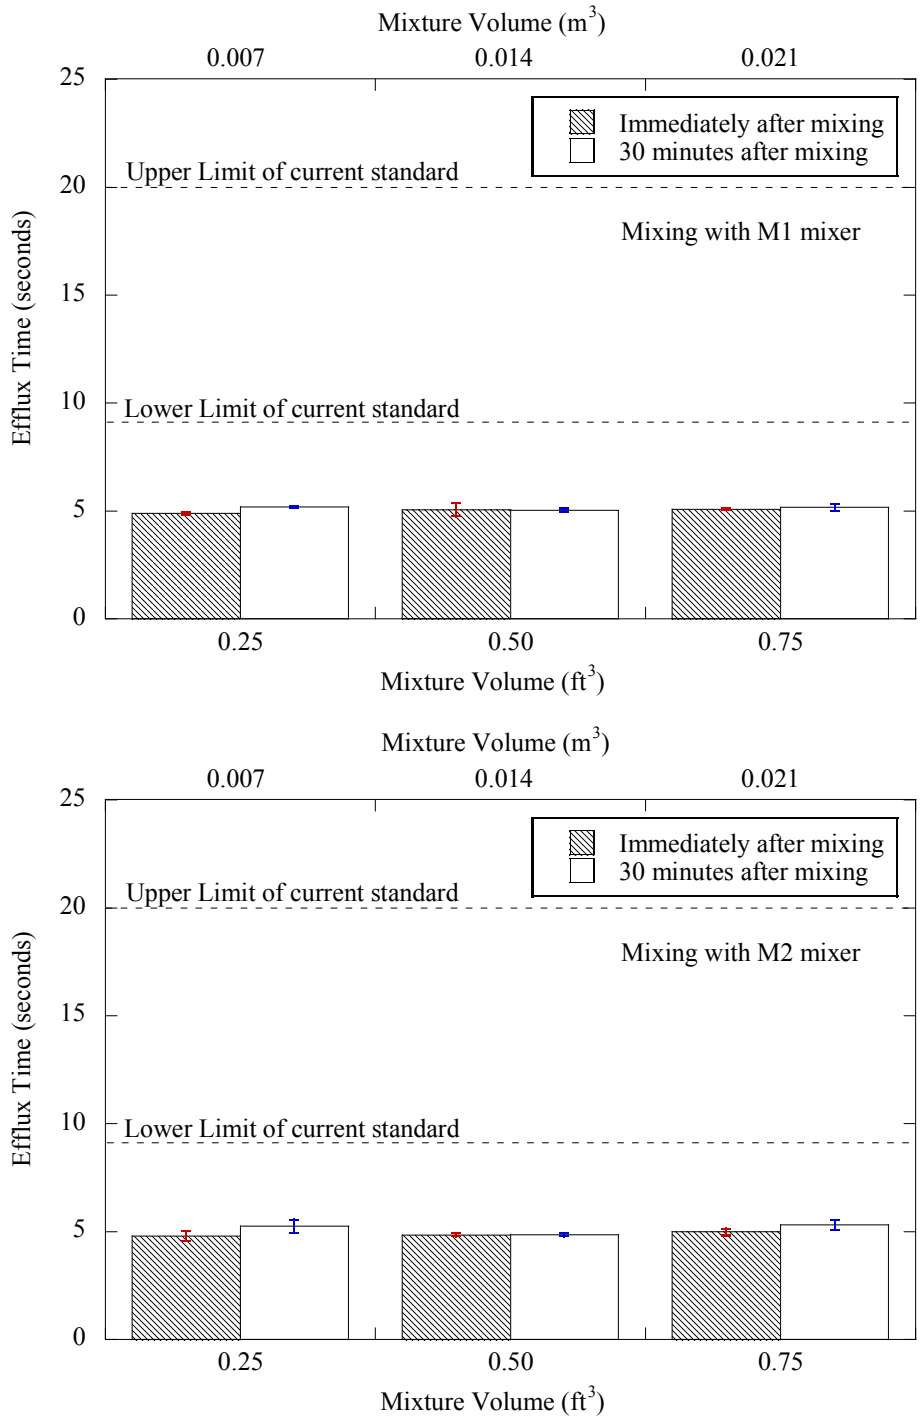 Mixture Volume (m³)
0.007 0.014 0.021
25
Immediately after mixing
30 minutes after mixing
Upper Limit of current standard
20
Mixing with M1 mixer
15
Efflux Time (seconds)
Lower Limit of current standard
10
5
0
0.25 0.50 0.75
Mixture Volume (ft³)
Mixture Volume (m³)
0.007 0.014 0.021
25
Immediately after mixing
30 minutes after mixing
Upper Limit of current standard
20
Mixing with M2 mixer
15
Efflux Time (seconds)
Lower Limit of current standard
10
5
0
0.25 0.50 0.75
Mixture Volume (ft³)